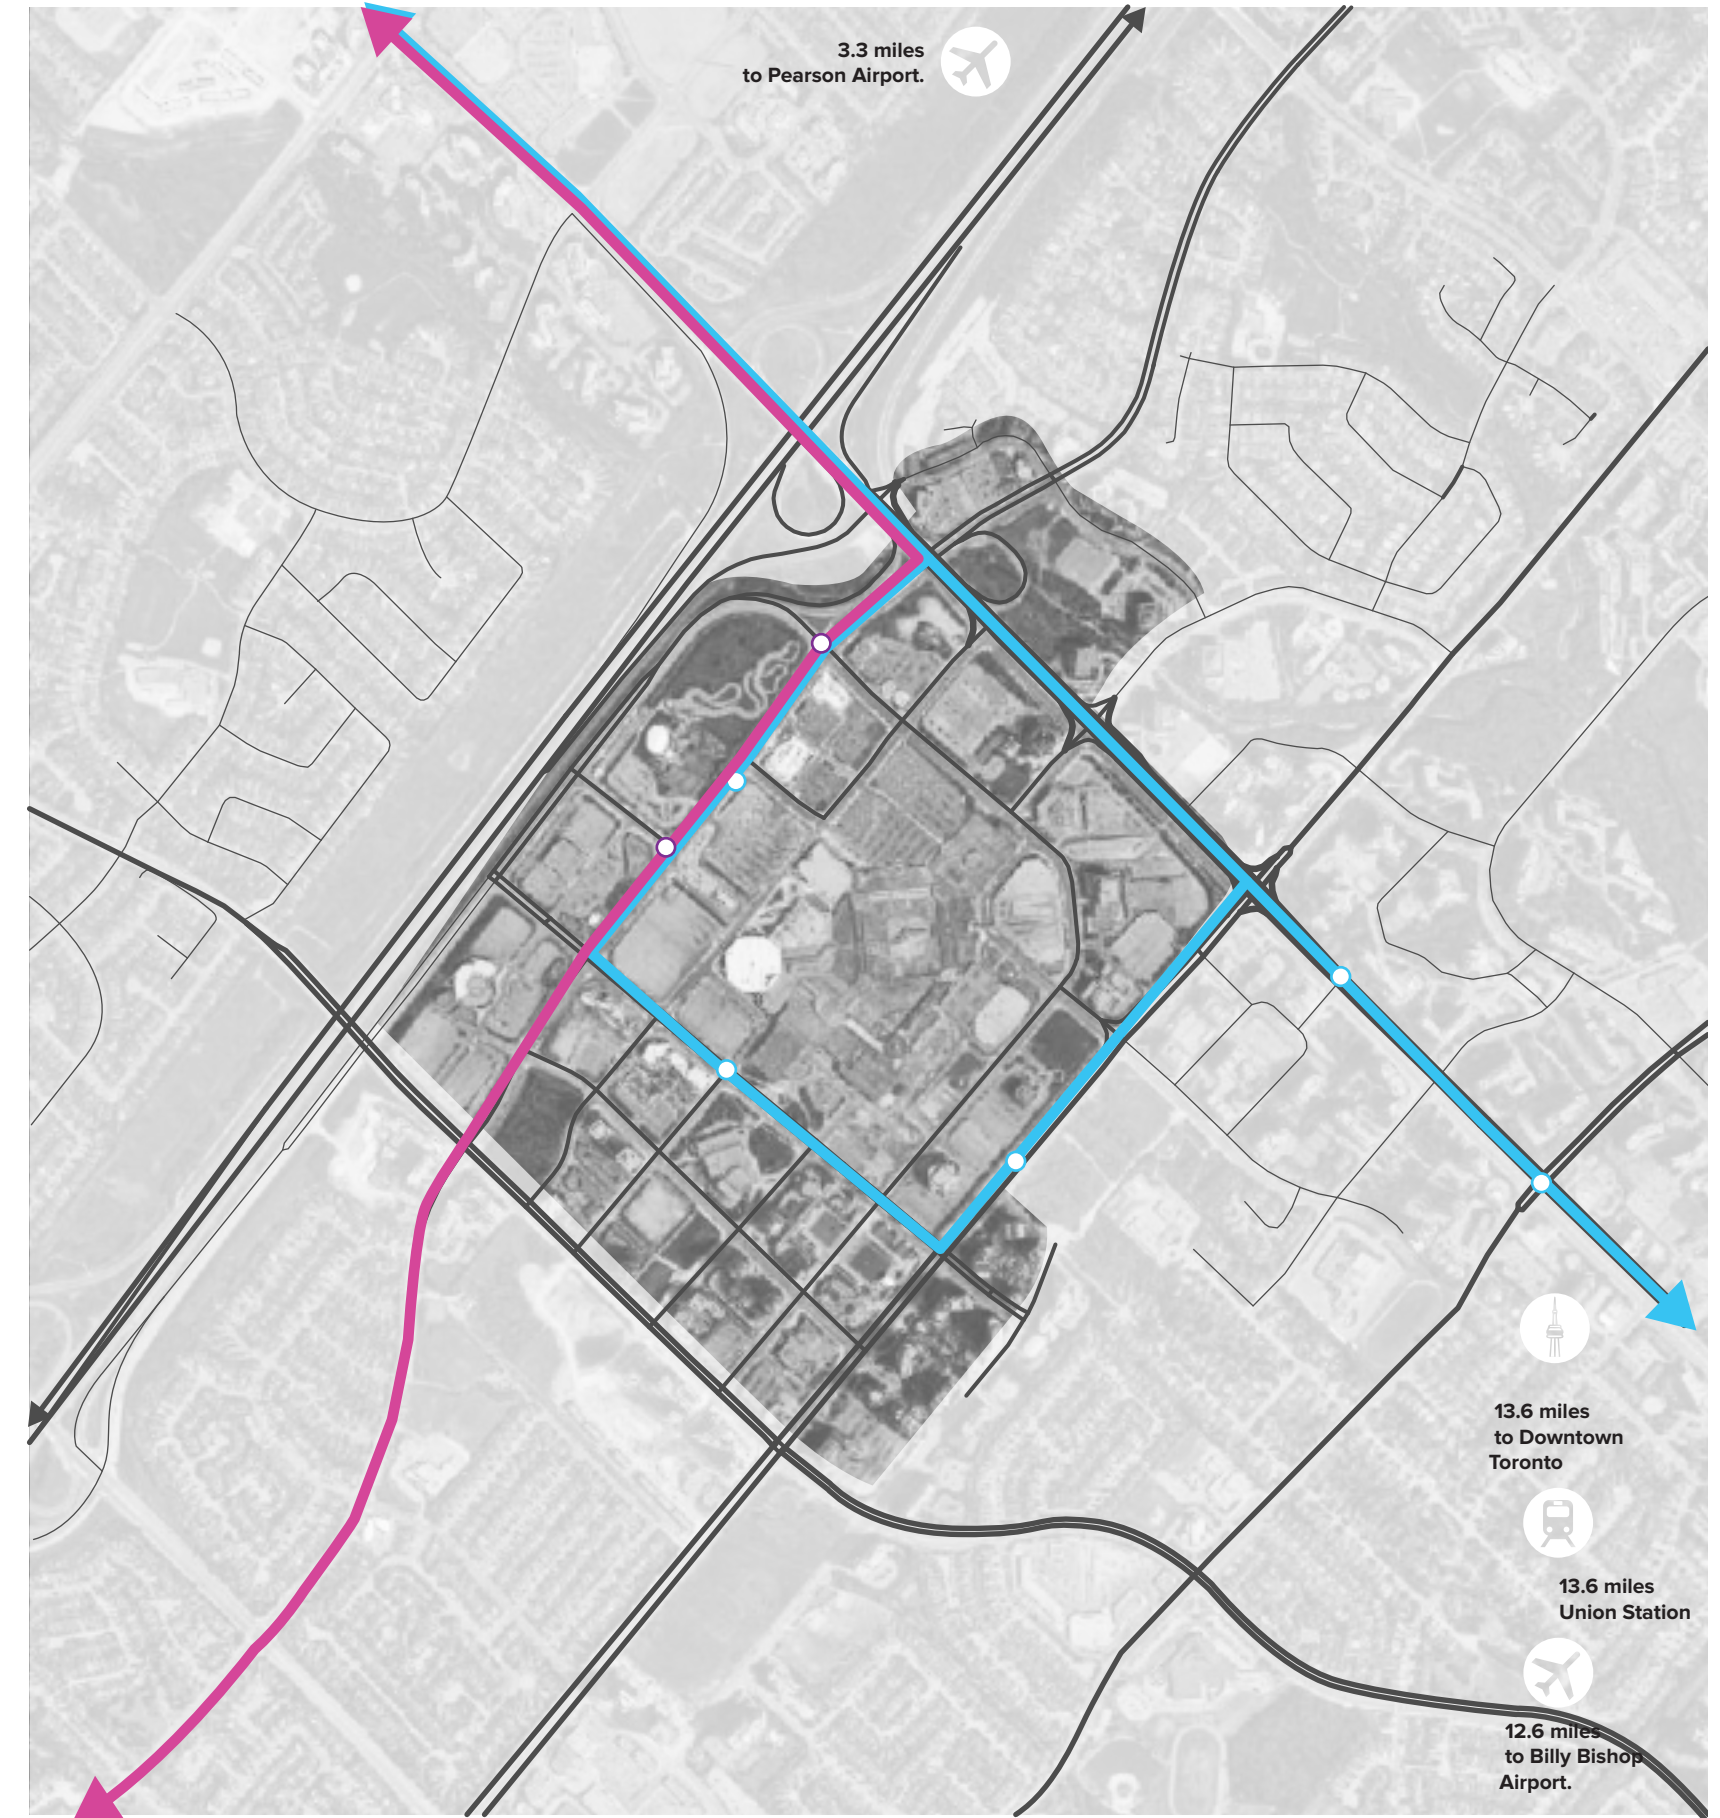 3.3 miles
to Pearson Airport.
13.6 miles
to Downtown
Toronto
13.6 miles
Union Station
12.6 miles
to Billy Bishop
Airport.